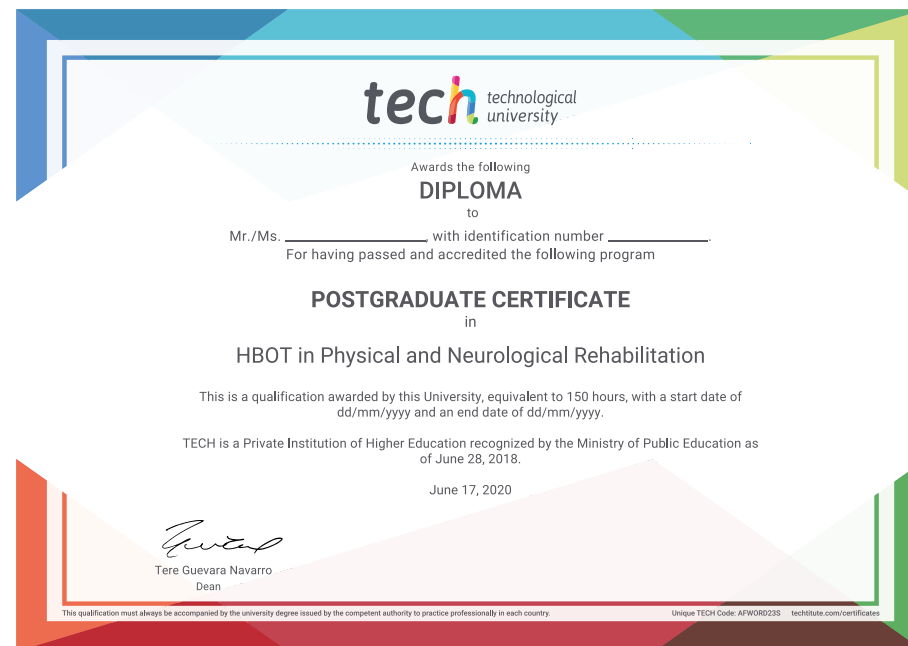 tech technological
university
Awards the following
DIPLOMA
to
Mr./Ms. ____________________, with identification number ______________.
For having passed and accredited the following program
POSTGRADUATE CERTIFICATE
in
HBOT in Physical and Neurological Rehabilitation
This is a qualification awarded by this University, equivalent to 150 hours, with a start date of
dd/mm/yyyy and an end date of dd/mm/yyyy.
TECH is a Private Institution of Higher Education recognized by the Ministry of Public Education as
of June 28, 2018.
June 17, 2020
Tere Guevara Navarro
Dean
This qualification must always be accompanied by the university degree issued by the competent authority to practice professionally in each country. Unique TECH Code: AFWORD23S techtitute.com/certificates